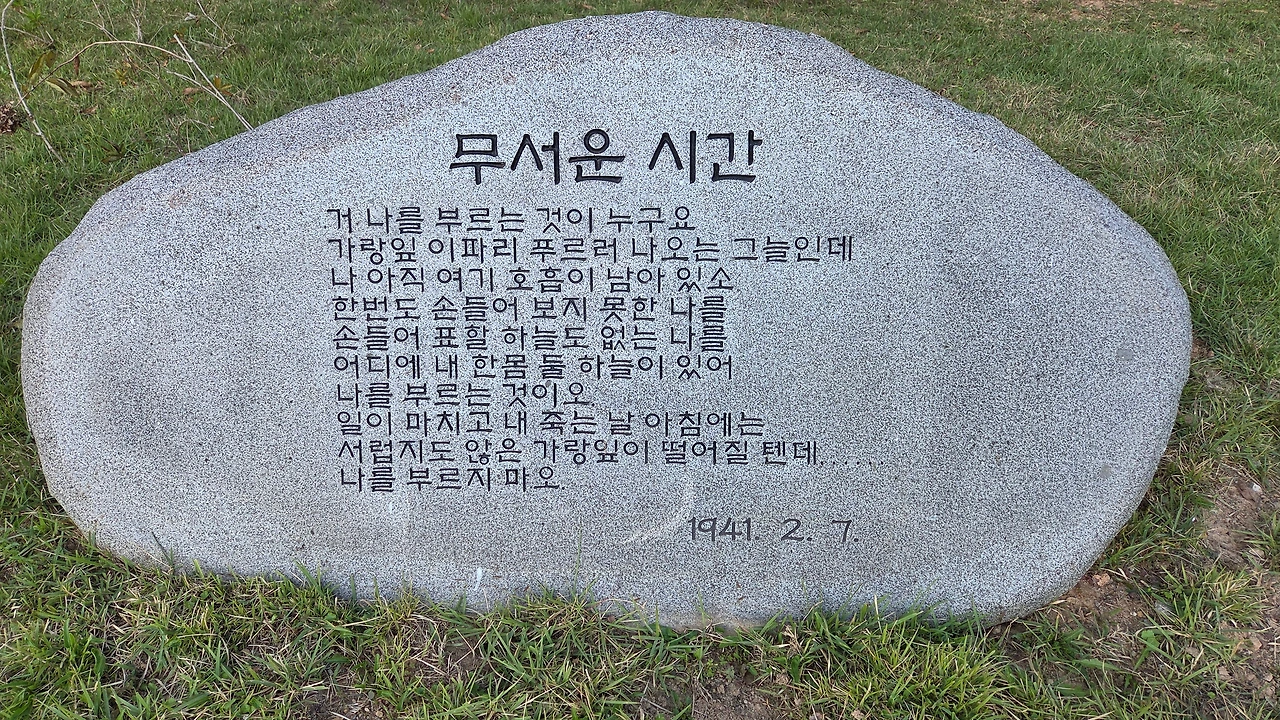 무서운 시간
거 나를 부르는 것이 누구요
가랑잎 이파리 푸르러 나오는 그늘인데
나 아직 여기 호흡이 남아 있소
한번도 손들어 보지 못한 나를
손들어 표할 하늘도 없는 나를
어디에 내 한몸 둘 하늘이 있어
나를 부르는 것이오
일이 마치고 내 죽는 날 아침에는
서럽지도 않은 가랑잎이 떨어질 텐데......
나를 부르지 마오
1941. 2. 7.